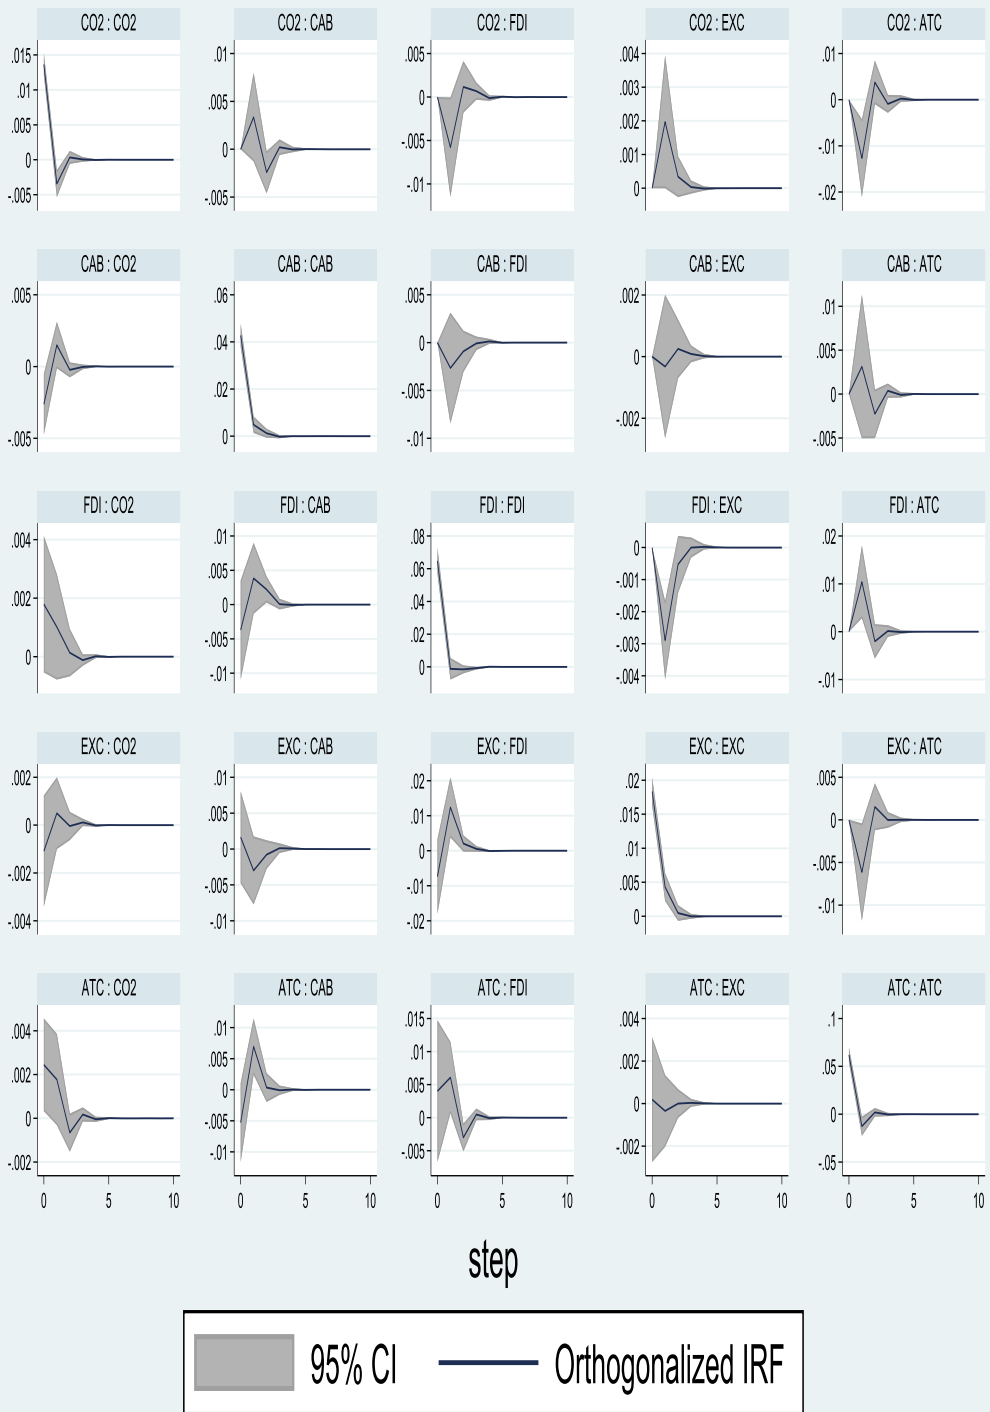 CO2 : CO2 CO2 : CAB CO2 : FDI CO2 : EXC CO2 : ATC
.015 .01 .005 0 -.005
.01 .005 0 -.005
.005 0 -.005 -.01
.004 .003 .002 .001 0
.01 0 -.01 -.02
CAB : CO2 CAB : CAB CAB : FDI CAB : EXC CAB : ATC
.005 0 -.005
.06 .04 .02 0
.005 0 -.005 -.01
.002 0 -.002
.01 .005 0 -.005
FDI : CO2 FDI : CAB FDI : FDI FDI : EXC FDI : ATC
.004 .002 0
.01 .005 0 -.005 -.01
.08 .06 .04 .02 0
0 -.001 -.002 -.003 -.004
.02 .01 0 -.01
EXC : CO2 EXC : CAB EXC : FDI EXC : EXC EXC : ATC
.002 0 -.002 -.004
.01 .005 0 -.005 -.01
.02 .01 0 -.01 -.02
.02 .015 .01 .005 0
.005 0 -.005 -.01
ATC : CO2 ATC : CAB ATC : FDI ATC : EXC ATC : ATC
.004 .002 0 -.002
.01 .005 0 -.005 -.01
.015 .01 .005 0 -.005
.004 .002 0 -.002
.1 .05 0 -.05
0 5 10 0 5 10 0 5 10 0 5 10 0 5 10
step
95% CI Orthogonalized IRF